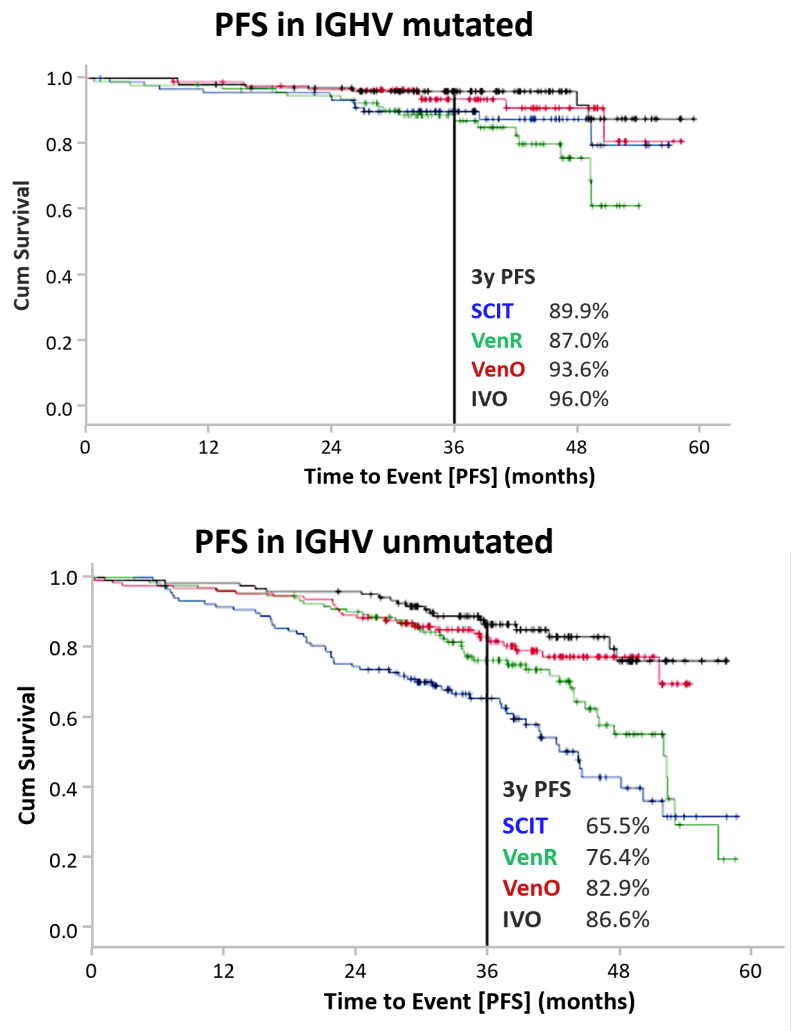 PFS in IGHV mutated
1.0
0.8
0.6
0.4
0.2
0.0
Cum Survival
3y PFS
SCIT 89.9%
VenR 87.0%
VenO 93.6%
IVO 96.0%
0 12 24 36 48 60
Time to Event [PFS] (months)
PFS in IGHV unmutated
1.0
0.8
0.6
0.4
0.2
0.0
Cum Survival
3y PFS
SCIT 65.5%
VenR 76.4%
VenO 82.9%
IVO 86.6%
0 12 24 36 48 60
Time to Event [PFS] (months)